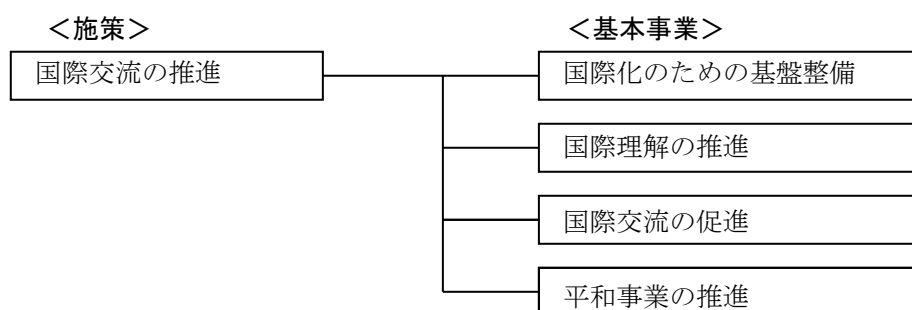 ＜施策＞
＜基本事業＞
国際交流の推進
国際化のための基盤整備
国際理解の推進
国際交流の促進
平和事業の推進